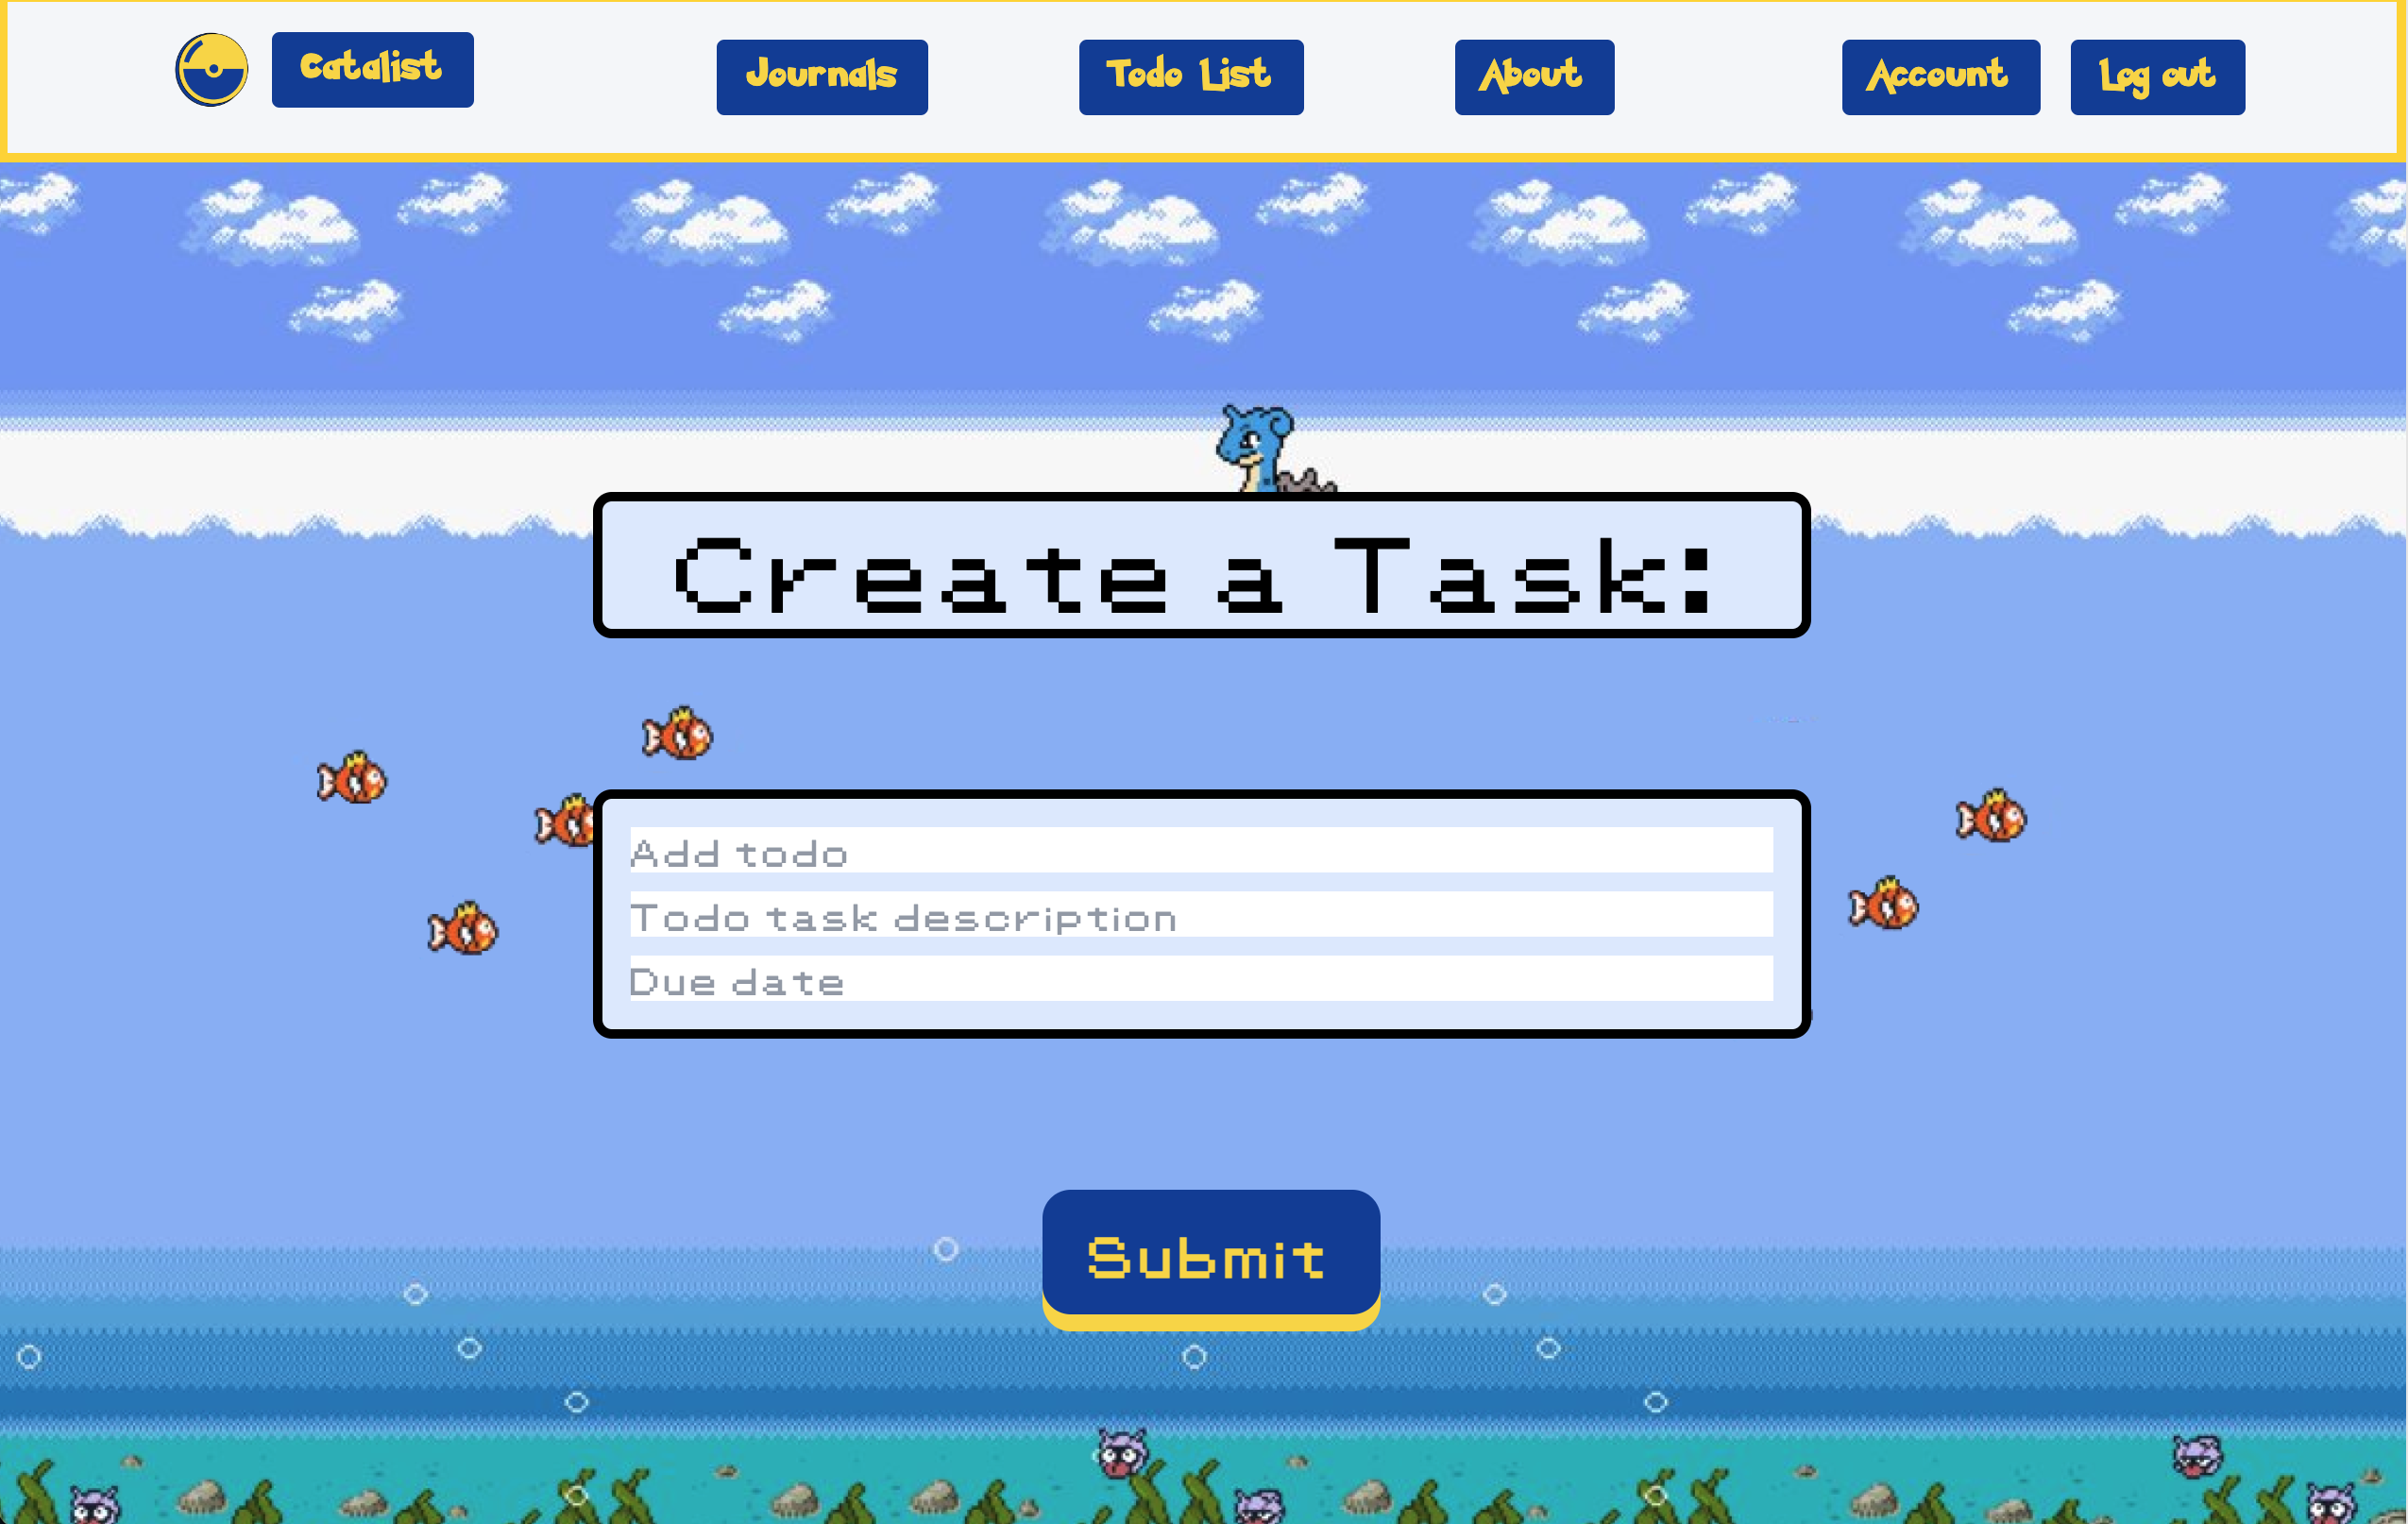 Catalist
Journals
Todo List
About
Account
Log out
Create a Task:
Add todo
Todo task description
Due date
Submit